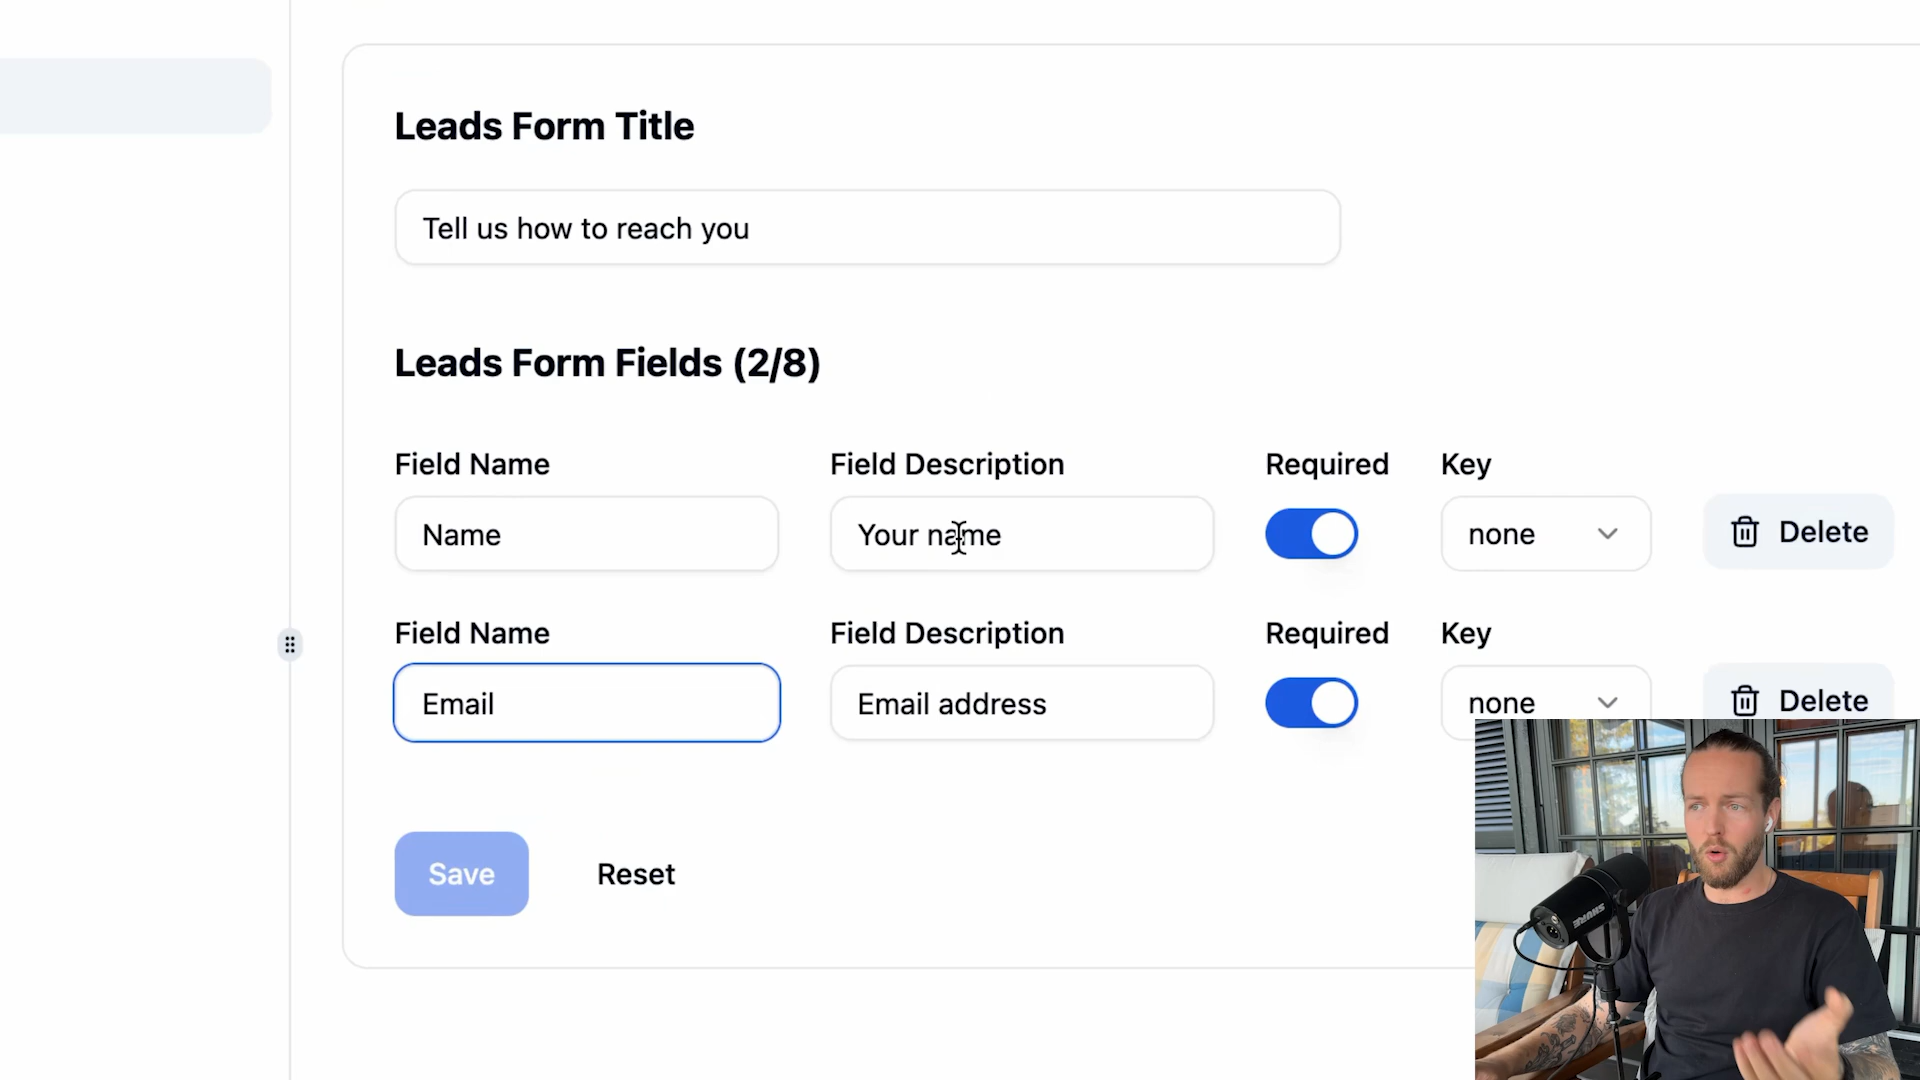 Leads Form Title
Tell us how to reach you
Leads Form Fields (2/8)
Field Name Field Description Required Key
Name Your name none Delete
Field Name Field Description Required Key
Email Email address none Delete
Save Reset
SHURE